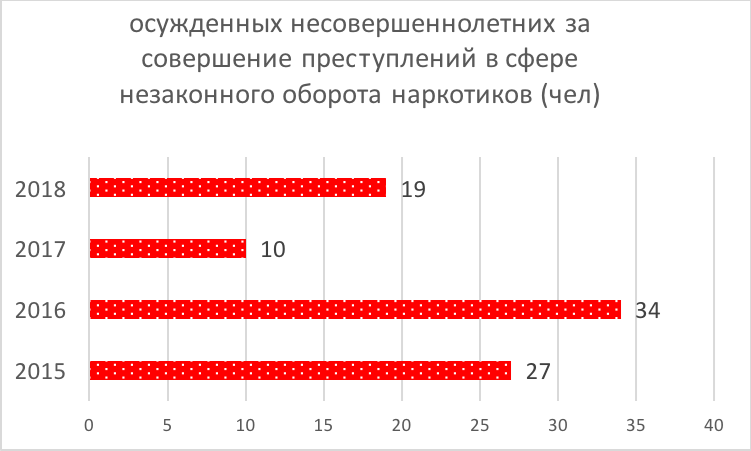 осужденных несовершеннолетних за
совершение преступлений в сфере
незаконного оборота наркотиков (чел)
2018 19
2017 10
2016 34
2015 27
0 5 10 15 20 25 30 35 40